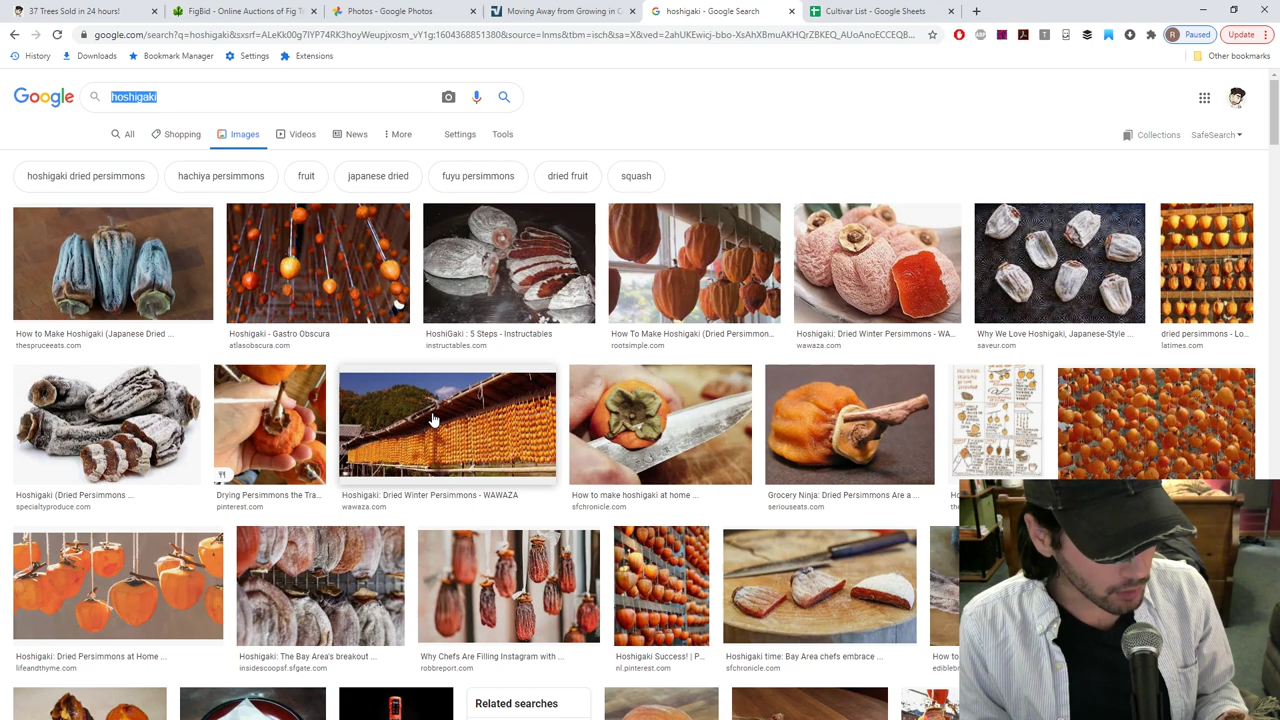 37 Trees Sold in 24 hours!
FigBid - Online Auctions of Fig T
Photos - Google Photos
Moving Away from Growing in C
hoshigaki - Google Search
Cultivar List - Google Sheets
google.com/search?q=hoshigaki&sxsrf=ALeKk00g7IYP74RK3hoyWeupjxosm_vY1g:1604368851380&source=lnms&tbm=isch&sa=X&ved=2ahUKEwicj-bbo-XsAhXBmuAKHQrZBKEQ_AUoAnoECCEQB...
R Paused
Update
History
Downloads
Bookmark Manager
Settings
Extensions
Other bookmarks
Google
hoshigaki
All
Shopping
Images
Videos
News
More
Settings
Tools
Collections
SafeSearch
hoshigaki dried persimmons
hachiya persimmons
fruit
japanese dried
fuyu persimmons
dried fruit
squash
How to Make Hoshigaki (Japanese Dried ...
thespruceeats.com
Hoshigaki - Gastro Obscura
atlasobscura.com
HoshiGaki : 5 Steps - Instructables
instructables.com
How To Make Hoshigaki (Dried Persimmon...
rootsimple.com
Hoshigaki: Dried Winter Persimmons - WA...
wawaza.com
Why We Love Hoshigaki, Japanese-Style ...
saveur.com
dried persimmons - Lo...
latimes.com
Hoshigaki (Dried Persimmons ...
specialtyproduce.com
Drying Persimmons the Tra...
pinterest.com
Hoshigaki: Dried Winter Persimmons - WAWAZA
wawaza.com
How to make hoshigaki at home ...
sfchronicle.com
Grocery Ninja: Dried Persimmons Are a ...
seriouseats.com
Hoshigaki: Dried Persimmons at Home ...
lifeandthyme.com
Hoshigaki: The Bay Area's breakout ...
insidescoopsf.sfgate.com
Why Chefs Are Filling Instagram with ...
robbreport.com
Hoshigaki Success! | P...
nl.pinterest.com
Hoshigaki time: Bay Area chefs embrace ...
sfchronicle.com
How to
Related searches